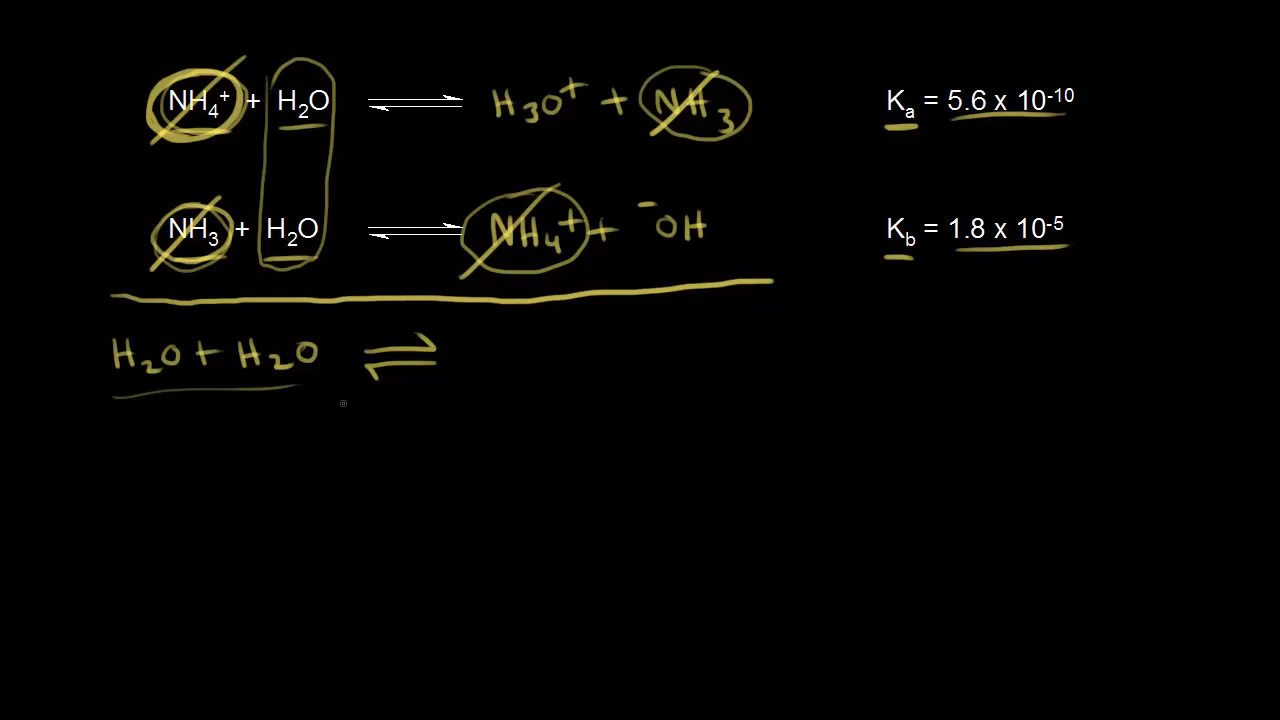 NH₄⁺ + H₂O ⇌ H₃O⁺ + NH₃ Kₐ = 5.6 x 10⁻¹⁰
NH₃ + H₂O ⇌ NH₄⁺ + ⁻OH K_b = 1.8 x 10⁻⁵
H₂O + H₂O ⇌